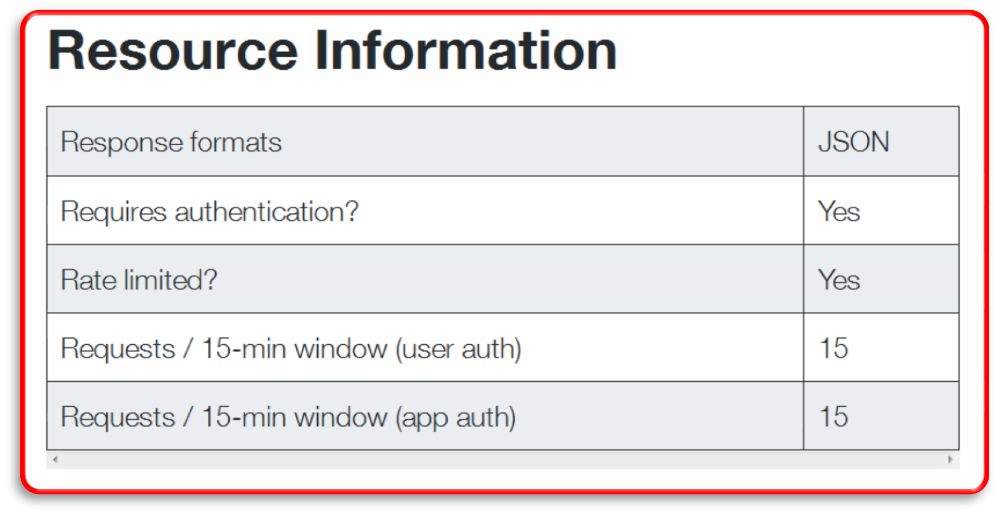 Resource Information
Response formats JSON
Requires authentication? Yes
Rate limited? Yes
Requests / 15-min window (user auth) 15
Requests / 15-min window (app auth) 15